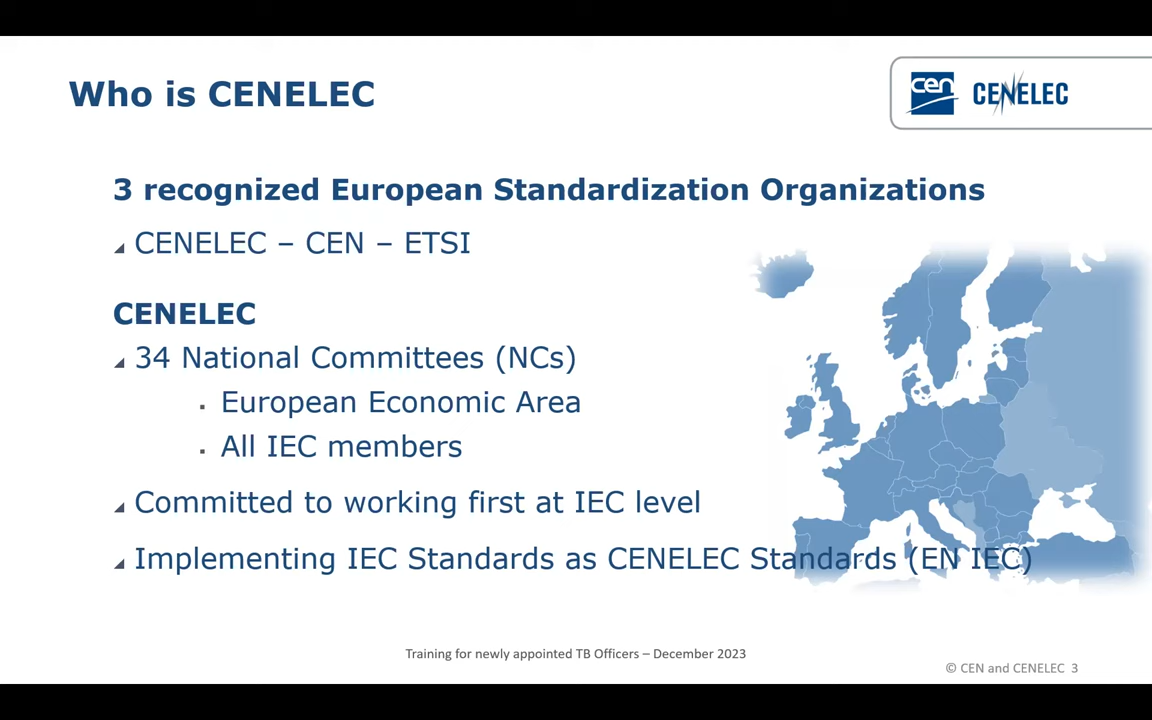 Who is CENELEC
cen CENELEC
3 recognized European Standardization Organizations
CENELEC – CEN – ETSI
CENELEC
34 National Committees (NCs)
European Economic Area
All IEC members
Committed to working first at IEC level
Implementing IEC Standards as CENELEC Standards (EN IEC)
Training for newly appointed TB Officers – December 2023
© CEN and CENELEC 3